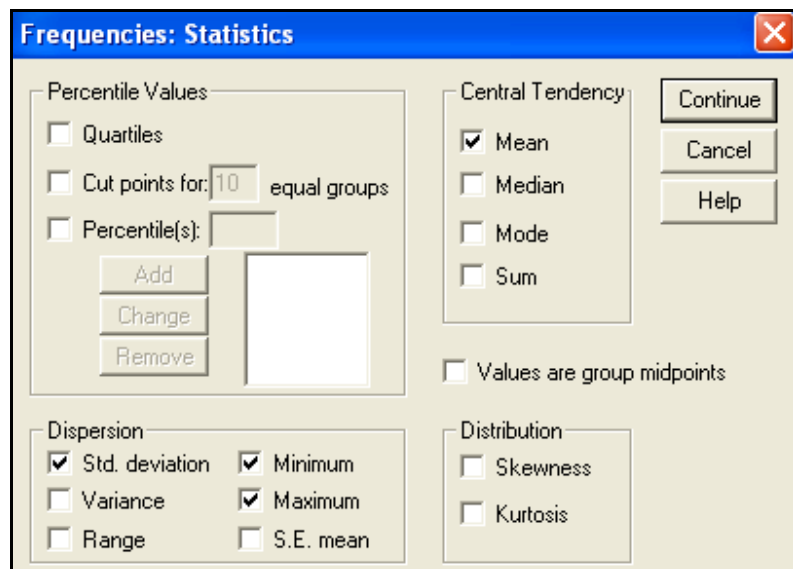 Frequencies: Statistics
Percentile Values
Quartiles
Cut points for: 10 equal groups
Percentile(s):
Add
Change
Remove
Central Tendency
Mean
Median
Mode
Sum
Continue
Cancel
Help
Values are group midpoints
Dispersion
Std. deviation
Minimum
Variance
Maximum
Range
S.E. mean
Distribution
Skewness
Kurtosis